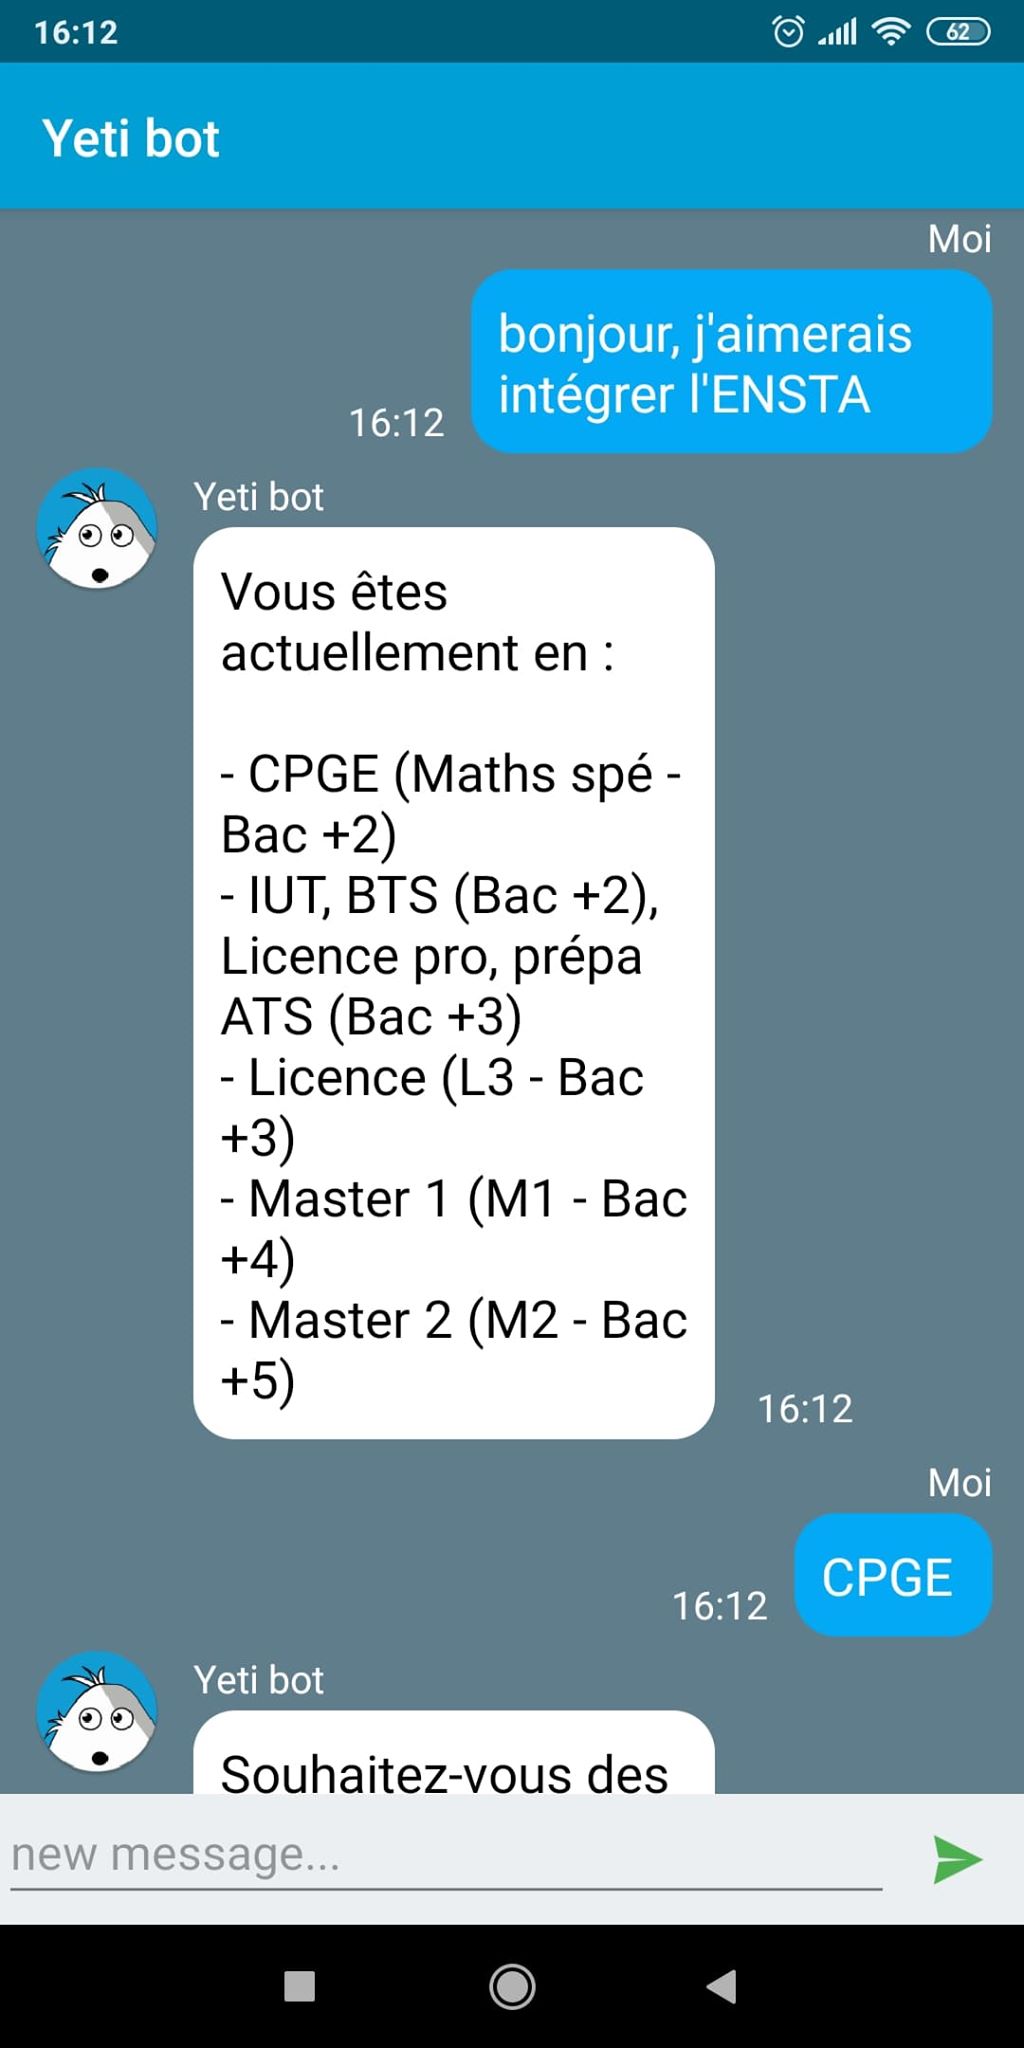 16:12
62
Yeti bot
Moi
bonjour, j'aimerais
intégrer l'ENSTA
16:12
Yeti bot
Vous êtes
actuellement en :
- CPGE (Maths spé -
Bac +2)
- IUT, BTS (Bac +2),
Licence pro, prépa
ATS (Bac +3)
- Licence (L3 - Bac
+3)
- Master 1 (M1 - Bac
+4)
- Master 2 (M2 - Bac
+5)
16:12
Moi
CPGE
16:12
Yeti bot
Souhaitez-vous des
new message...